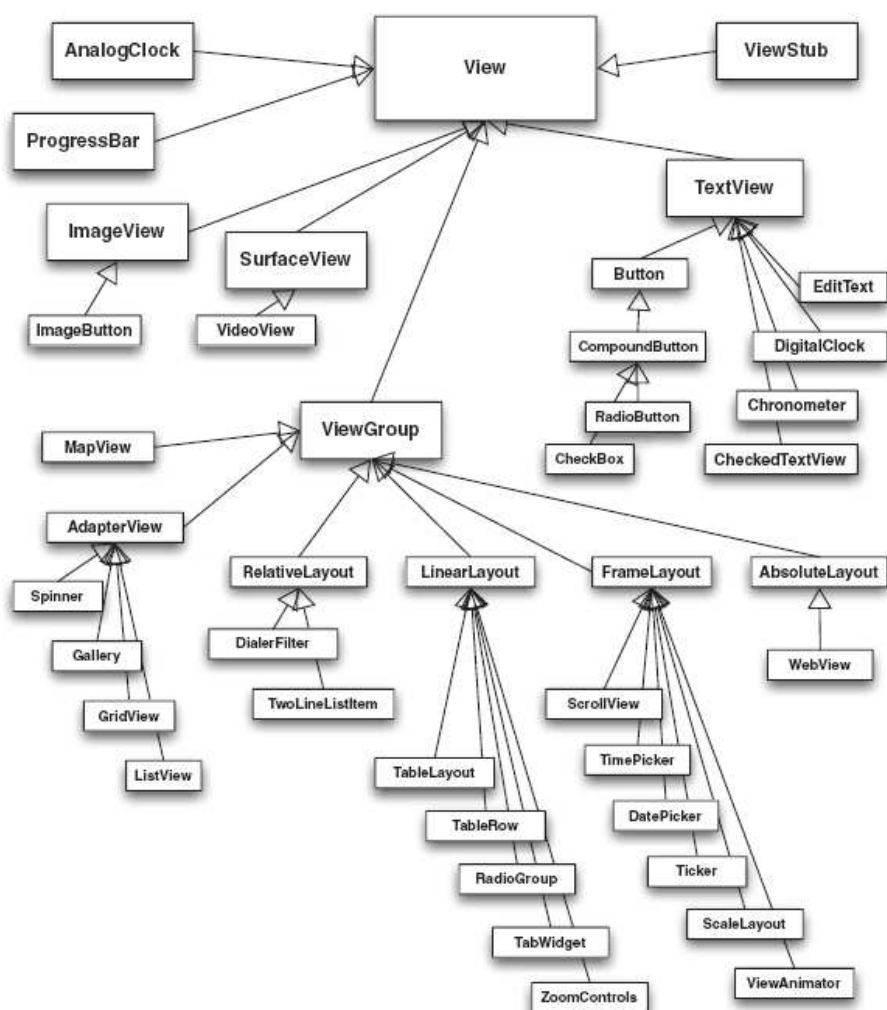 AnalogClock
View
ViewStub
ProgressBar
TextView
ImageView
SurfaceView
Button
EditText
ImageButton
VideoView
CompoundButton
DigitalClock
ViewGroup
RadioButton
Chronometer
MapView
CheckBox
CheckedTextView
AdapterView
RelativeLayout
LinearLayout
FrameLayout
AbsoluteLayout
Spinner
DialerFilter
Gallery
WebView
TwoLineListItem
ScrollView
GridView
ListView
TableLayout
TimePicker
TableRow
DatePicker
RadioGroup
Ticker
TabWidget
ScaleLayout
ZoomControls
ViewAnimator